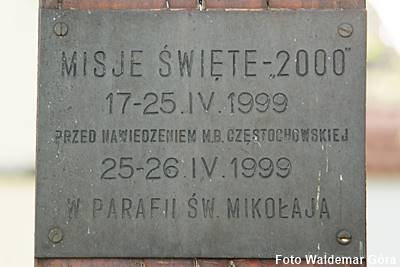 MISJE ŚWIĘTE-„2000”
17-25.IV.1999
PRZED NAWIEDZENIEM M.B. CZĘSTOCHOWSKIEJ
25-26.IV.1999
W PARAFII ŚW. MIKOŁAJA
Foto Waldemar Góra